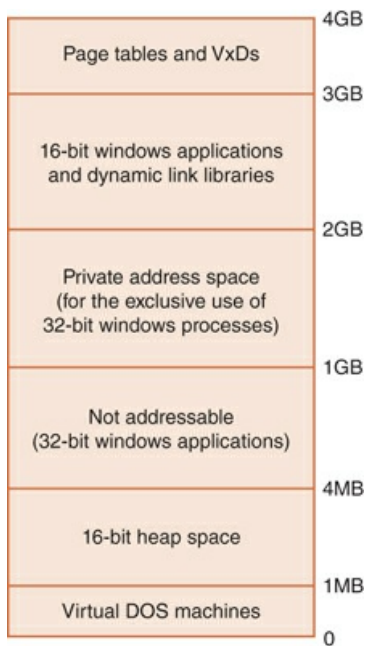 4GB
Page tables and VxDs
3GB
16-bit windows applications
and dynamic link libraries
2GB
Private address space
(for the exclusive use of
32-bit windows processes)
1GB
Not addressable
(32-bit windows applications)
4MB
16-bit heap space
1MB
Virtual DOS machines
0